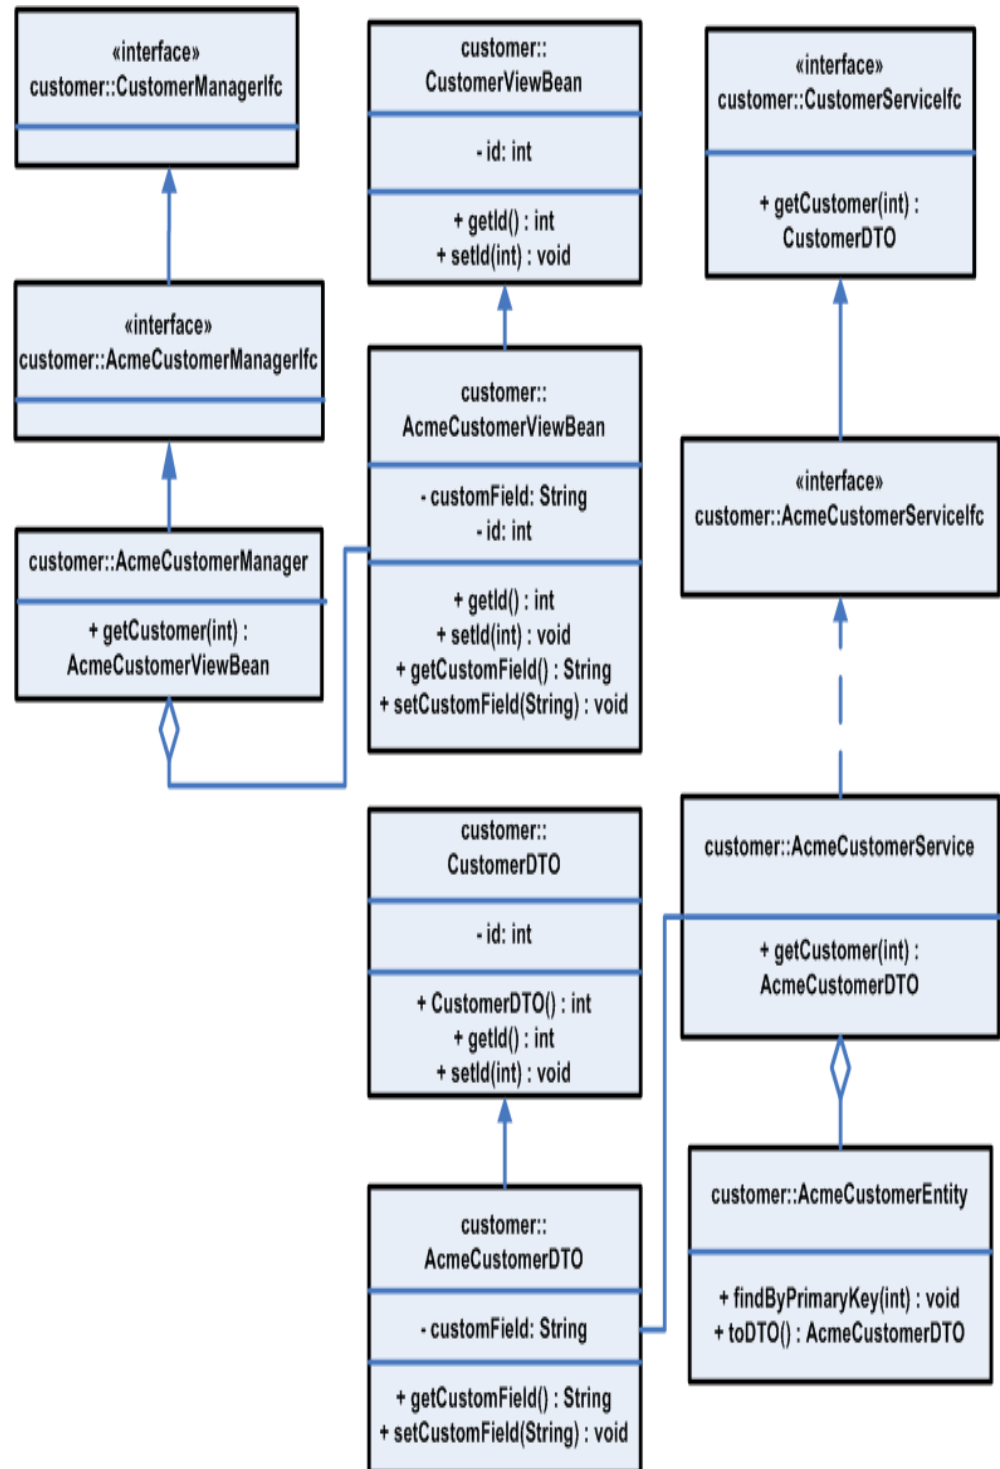 «interface»
customer::CustomerManagerIfc
«interface»
customer::AcmeCustomerManagerIfc
customer::AcmeCustomerManager
+ getCustomer(int) :
AcmeCustomerViewBean
customer::
CustomerViewBean
- id: int
+ getId() : int
+ setId(int) : void
customer::
AcmeCustomerViewBean
- customField: String
- id: int
+ getId() : int
+ setId(int) : void
+ getCustomField() : String
+ setCustomField(String) : void
customer::
CustomerDTO
- id: int
+ CustomerDTO() : int
+ getId() : int
+ setId(int) : void
customer::
AcmeCustomerDTO
- customField: String
+ getCustomField() : String
+ setCustomField(String) : void
«interface»
customer::CustomerServiceIfc
+ getCustomer(int) :
CustomerDTO
«interface»
customer::AcmeCustomerServiceIfc
customer::AcmeCustomerService
+ getCustomer(int) :
AcmeCustomerDTO
customer::AcmeCustomerEntity
+ findByPrimaryKey(int) : void
+ toDTO() : AcmeCustomerDTO